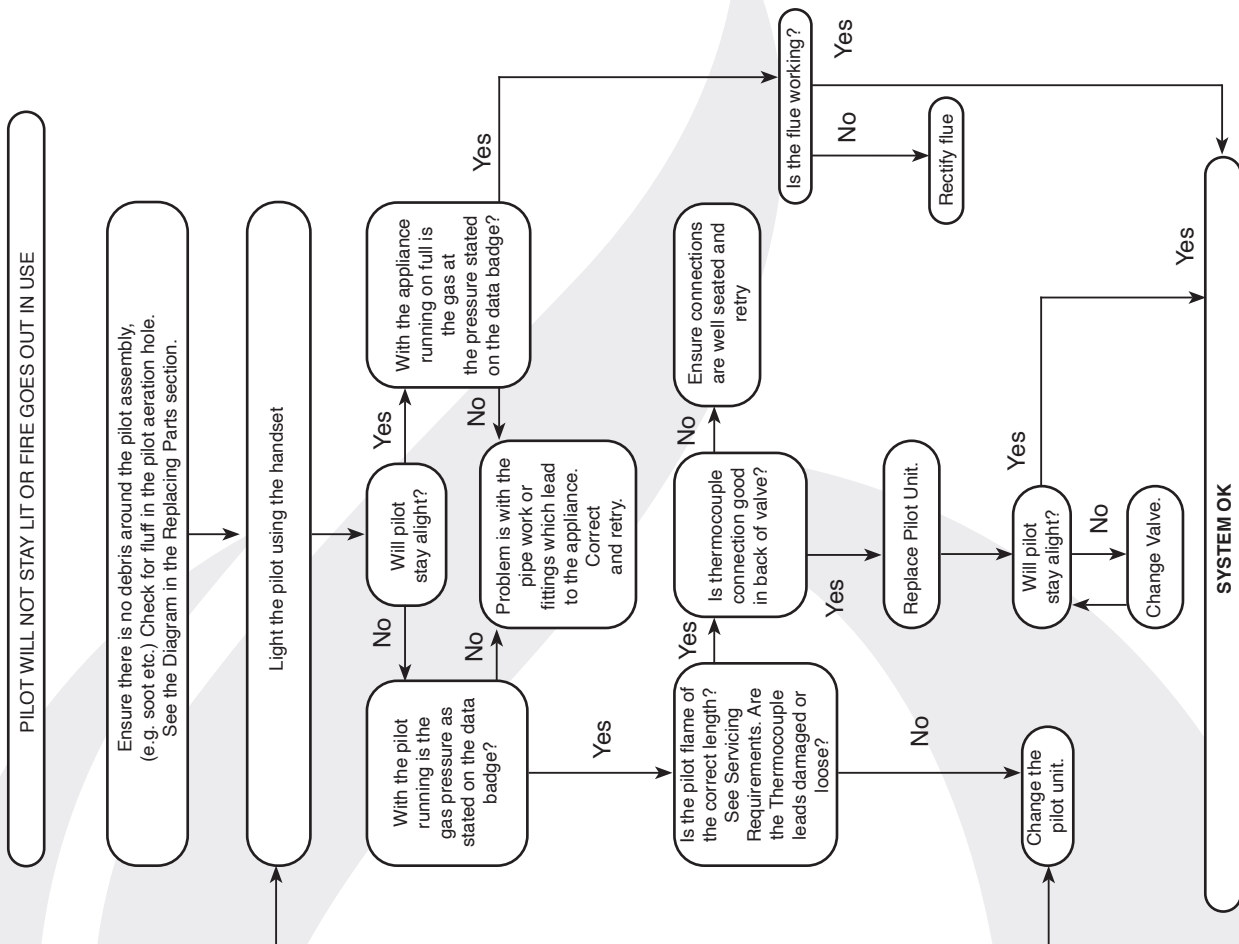 PILOT WILL NOT STAY LIT OR FIRE GOES OUT IN USE
Ensure there is no debris around the pilot assembly,
(e.g. soot etc.) Check for fluff in the pilot aeration hole.
See the Diagram in the Replacing Parts section.
Light the pilot using the handset
Will pilot
stay alight?
No
Yes
With the pilot
running is the
gas pressure as
stated on the data
badge?
No
Problem is with the
pipe work or
fittings which lead
to the appliance.
Correct
and retry.
No
With the appliance
running on full is
the gas at
the pressure stated
on the data badge?
Yes
Yes
Is the pilot flame of
the correct length?
See Servicing
Requirements. Are
the Thermocouple
leads damaged or
loose?
Yes
Is thermocouple
connection good
in back of valve?
No
Ensure connections
are well seated and
retry
Is the flue working?
No
Yes
Rectify flue
No
Yes
Replace Pilot Unit.
Change the
pilot unit.
Will pilot
stay alight?
Yes
No
Change Valve.
Yes
SYSTEM OK